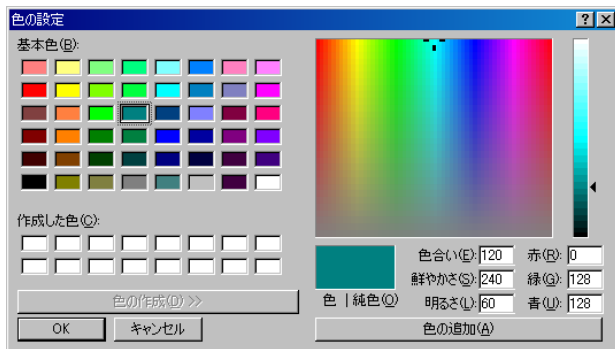 色の設定
基本色(B):
作成した色(C):
色の作成(D) >>
OK キャンセル
色 | 純色(O)
色合い(E): 120 赤(R): 0
鮮やかさ(S): 240 緑(G): 128
明るさ(L): 60 青(U): 128
色の追加(A)